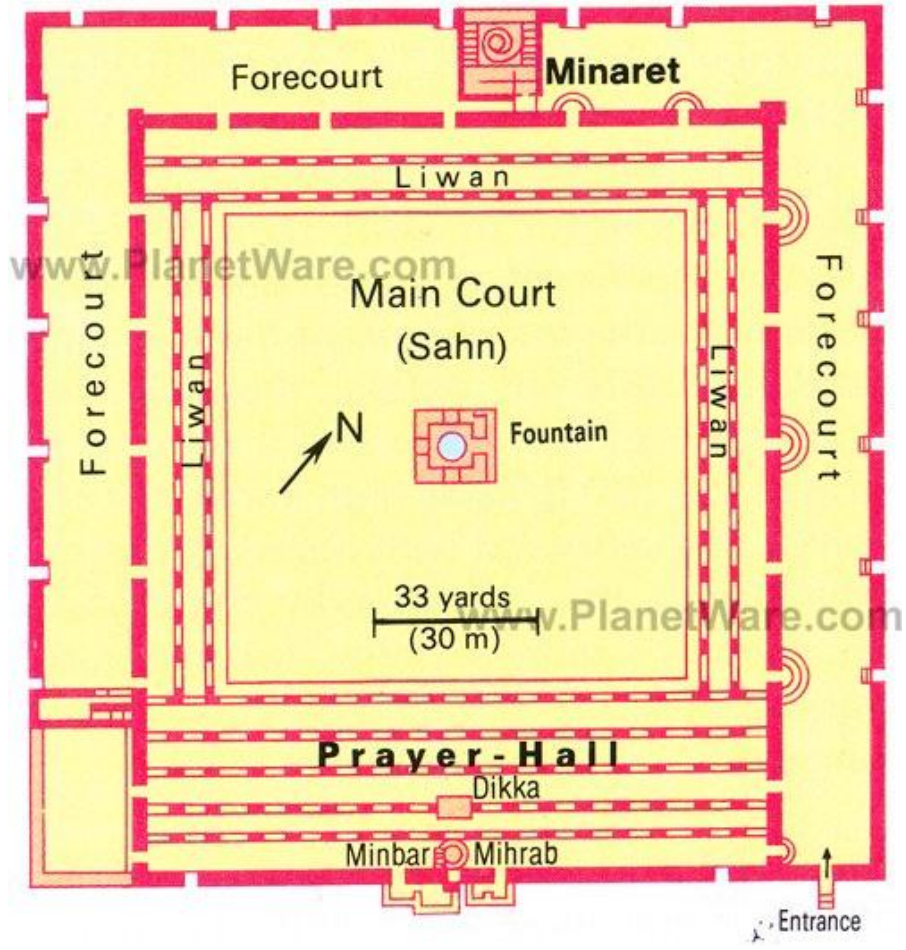 Forecourt
Minaret
Liwan
www.PlanetWare.com
Main Court
(Sahn)
Forecourt
Liwan
Liwan
Forecourt
N
Fountain
33 yards
(30 m)
www.PlanetWare.com
Prayer-Hall
Dikka
Minbar
Mihrab
Entrance